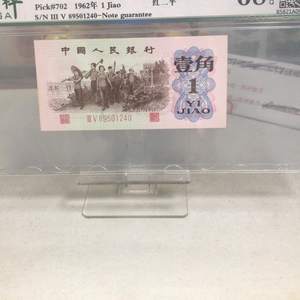 Pick#702 1962年 1 Jiao 红二平
S/N III V 89501240-Note guarantee
中國人民銀行
壹角
1
YI
JIAO
III V 89501240